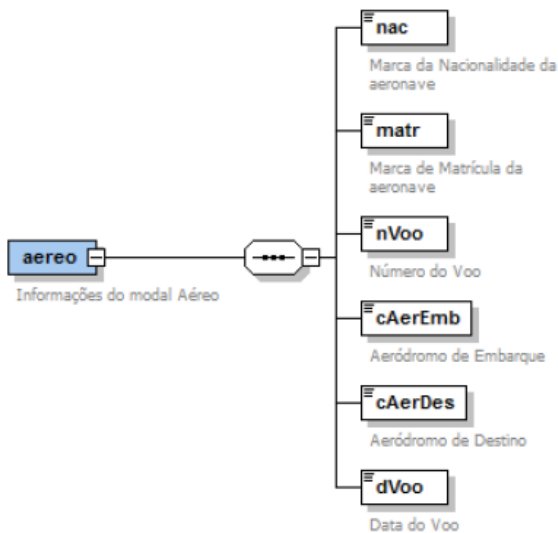 nac
Marca da Nacionalidade da
aeronave
matr
Marca de Matrícula da
aeronave
nVoo
Número do Voo
aereo
Informações do modal Aéreo
cAerEmb
Aeródromo de Embarque
cAerDes
Aeródromo de Destino
dVoo
Data do Voo